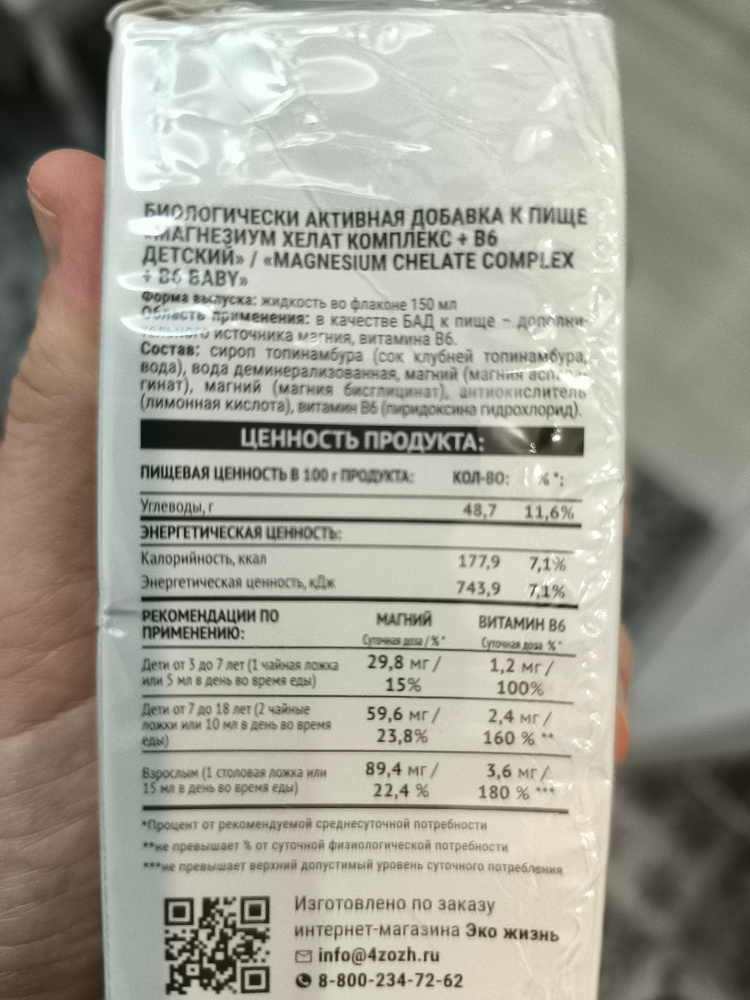 БИОЛОГИЧЕСКИ АКТИВНАЯ ДОБАВКА К ПИЩЕ
«МАГНЕЗИУМ ХЕЛАТ КОМПЛЕКС + В6
ДЕТСКИЙ» / «MAGNESIUM CHELATE COMPLEX
+ B6 BABY»
Форма выпуска: жидкость во флаконе 150 мл
Область применения: в качестве БАД к пище – дополни-
тельного источника магния, витамина В6.
Состав: сироп топинамбура (сок клубней топинамбура,
вода), вода деминерализованная, магний (магния аспа-
гинат), магний (магния бисглицинат), антиокислитель
(лимонная кислота), витамин В6 (пиридоксина гидрохлорид).
ЦЕННОСТЬ ПРОДУКТА:
ПИЩЕВАЯ ЦЕННОСТЬ В 100 г ПРОДУКТА: КОЛ-ВО: %*:
Углеводы, г 48,7 11,6%
ЭНЕРГЕТИЧЕСКАЯ ЦЕННОСТЬ:
Калорийность, ккал 177,9 7,1%
Энергетическая ценность, кДж 743,9 7,1%
РЕКОМЕНДАЦИИ ПО МАГНИЙ ВИТАМИН В6
ПРИМЕНЕНИЮ: Суточная доза / %* Суточная доза %*
Дети от 3 до 7 лет (1 чайная ложка 29,8 мг / 1,2 мг /
или 5 мл в день во время еды) 15% 100%
Дети от 7 до 18 лет (2 чайные 59,6 мг / 2,4 мг /
ложки или 10 мл в день во время 23,8% 160 % **
еды)
Взрослым (1 столовая ложка или 89,4 мг / 3,6 мг /
15 мл в день во время еды) 22,4 % 180 % ***
*Процент от рекомендуемой среднесуточной потребности
**не превышает % от суточной физиологической потребности
***не превышает верхний допустимый уровень суточного потребления
Изготовлено по заказу
интернет-магазина Эко жизнь
info@4zozh.ru
8-800-234-72-62